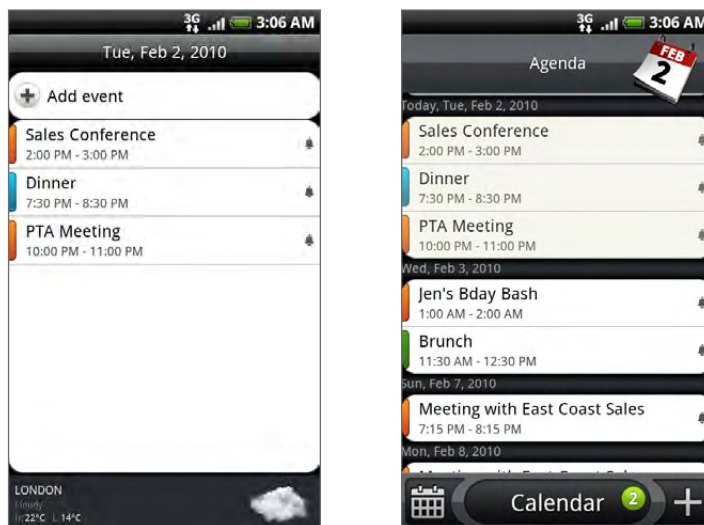 3G 3:06 AM
Tue, Feb 2, 2010
Add event
Sales Conference
2:00 PM - 3:00 PM
Dinner
7:30 PM - 8:30 PM
PTA Meeting
10:00 PM - 11:00 PM
LONDON
Cloudy
H 22°C L 14°C
3G 3:06 AM
Agenda
FEB
2
Today, Tue, Feb 2, 2010
Sales Conference
2:00 PM - 3:00 PM
Dinner
7:30 PM - 8:30 PM
PTA Meeting
10:00 PM - 11:00 PM
Wed, Feb 3, 2010
Jen's Bday Bash
1:00 AM - 2:00 AM
Brunch
11:30 AM - 12:30 PM
Sun, Feb 7, 2010
Meeting with East Coast Sales
7:15 PM - 8:15 PM
Mon, Feb 8, 2010
Calendar 2